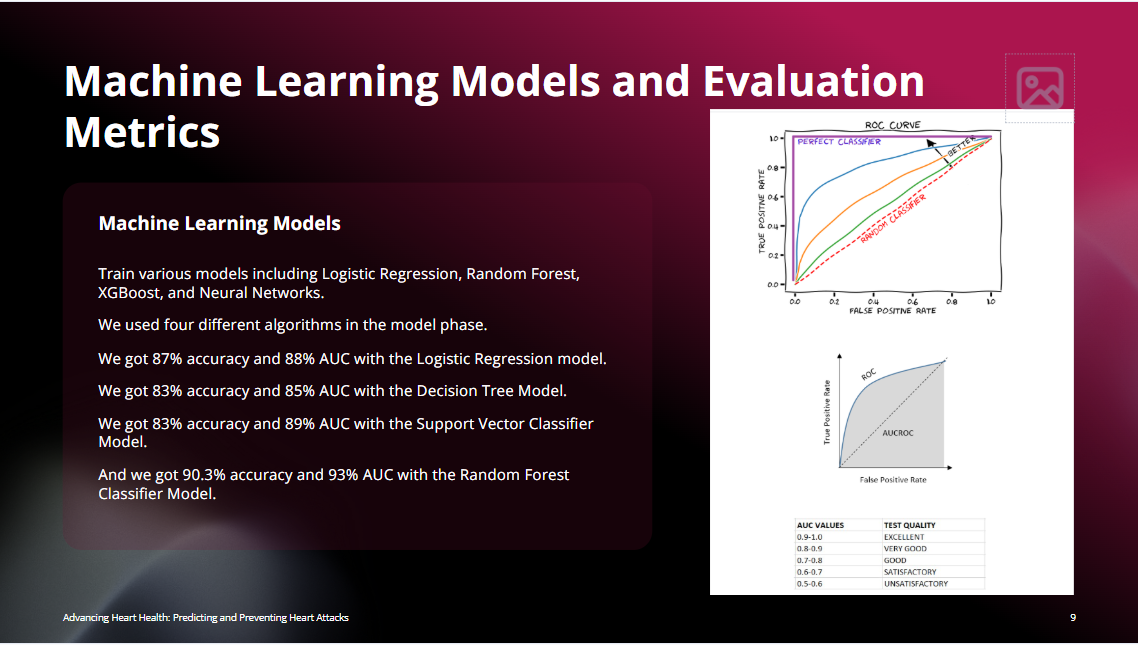 Machine Learning Models and Evaluation
Metrics
Machine Learning Models
Train various models including Logistic Regression, Random Forest,
XGBoost, and Neural Networks.
We used four different algorithms in the model phase.
We got 87% accuracy and 88% AUC with the Logistic Regression model.
We got 83% accuracy and 85% AUC with the Decision Tree Model.
We got 83% accuracy and 89% AUC with the Support Vector Classifier
Model.
And we got 90.3% accuracy and 93% AUC with the Random Forest
Classifier Model.
ROC CURVE
PERFECT CLASSIFIER
BETTER
RANDOM CLASSIFIER
TRUE POSITIVE RATE
1.0
0.8
0.6
0.4
0.2
0.0
0.0 0.2 0.4 0.6 0.8 1.0
FALSE POSITIVE RATE
ROC
True Positive Rate
AUCROC
False Positive Rate
AUC VALUES TEST QUALITY
0.9-1.0 EXCELLENT
0.8-0.9 VERY GOOD
0.7-0.8 GOOD
0.6-0.7 SATISFACTORY
0.5-0.6 UNSATISFACTORY
Advancing Heart Health: Predicting and Preventing Heart Attacks
9